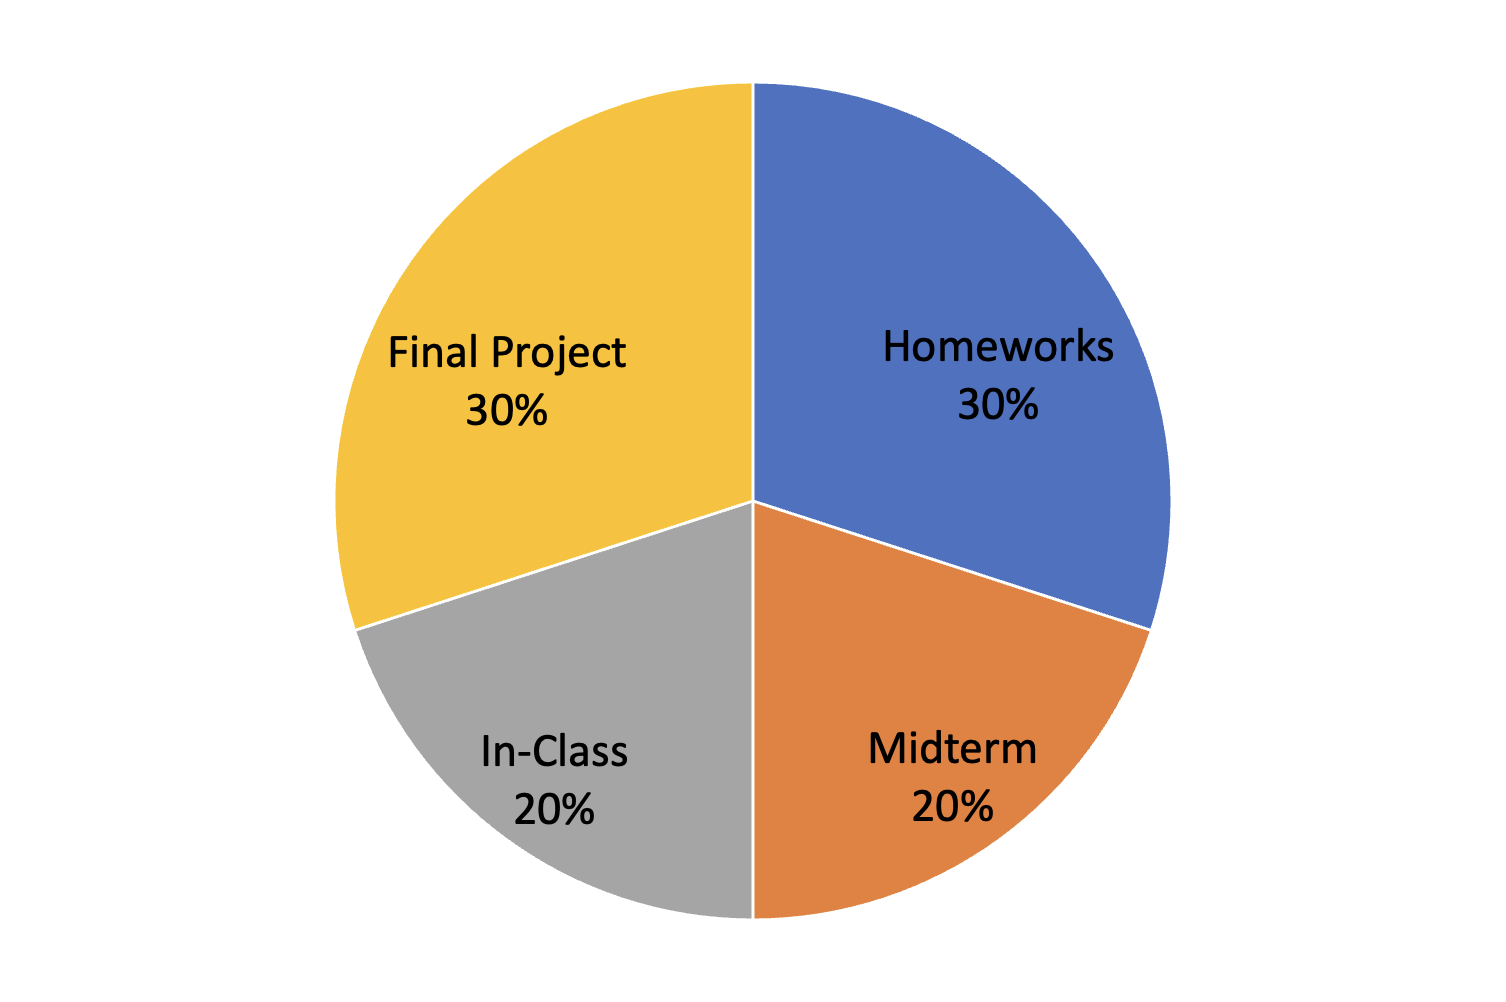 Final Project
30%
Homeworks
30%
In-Class
20%
Midterm
20%